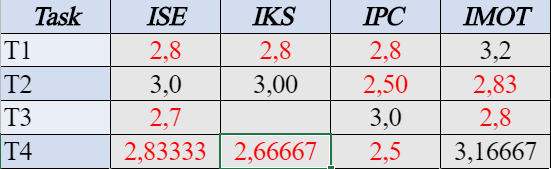 Task ISE IKS IPC IMOT
T1 2,8 2,8 2,8 3,2
T2 3,0 3,00 2,50 2,83
T3 2,7 3,0 2,8
T4 2,83333 2,66667 2,5 3,16667